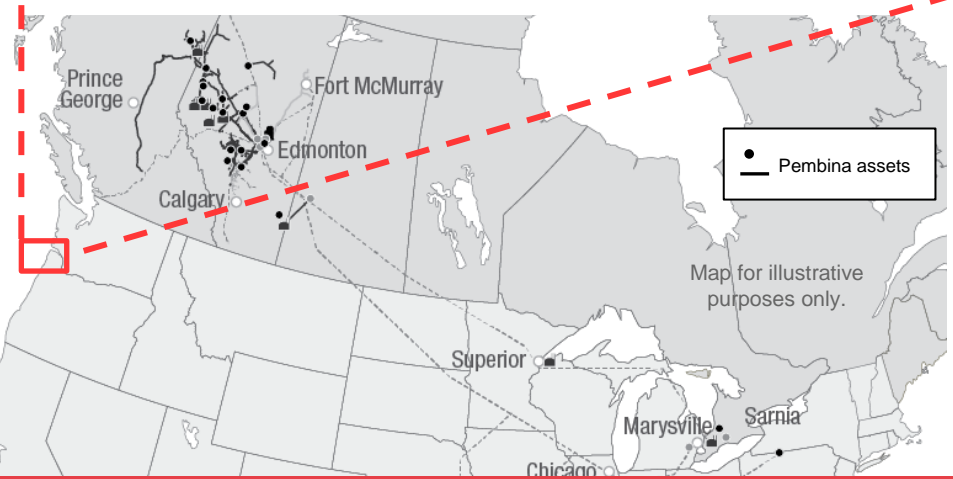 Prince
George
Fort McMurray
Edmonton
Calgary
Pembina assets
Map for illustrative
purposes only.
Superior
Marysville
Sarnia
Chicago